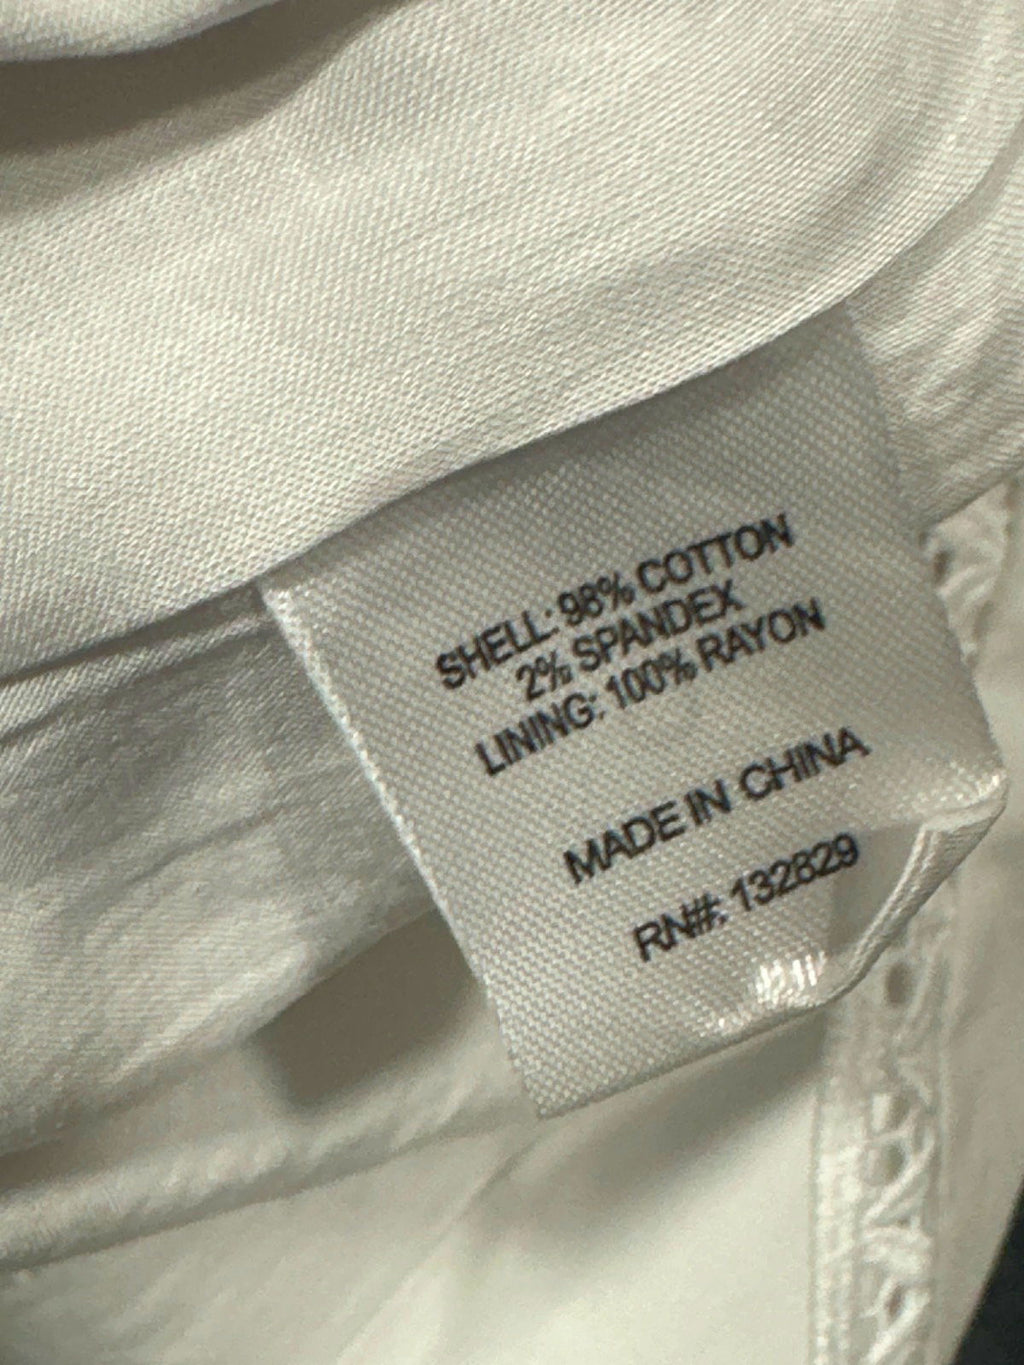 SHELL: 98% COTTON
2% SPANDEX
LINING: 100% RAYON
MADE IN CHINA
RN#: 132829